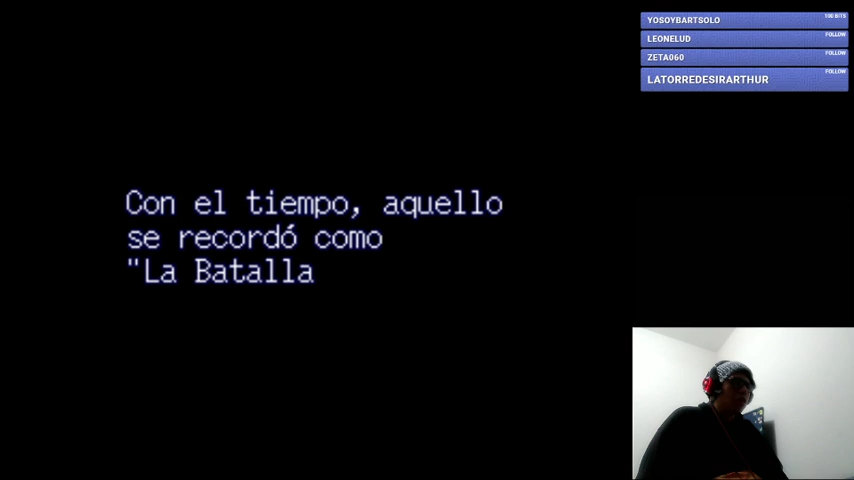 YOSOYBARTSOLO 100 BITS
LEONELUD FOLLOW
ZETA060 FOLLOW
LATORREDESIRARTHUR FOLLOW
Con el tiempo, aquello
se recordó como
"La Batalla